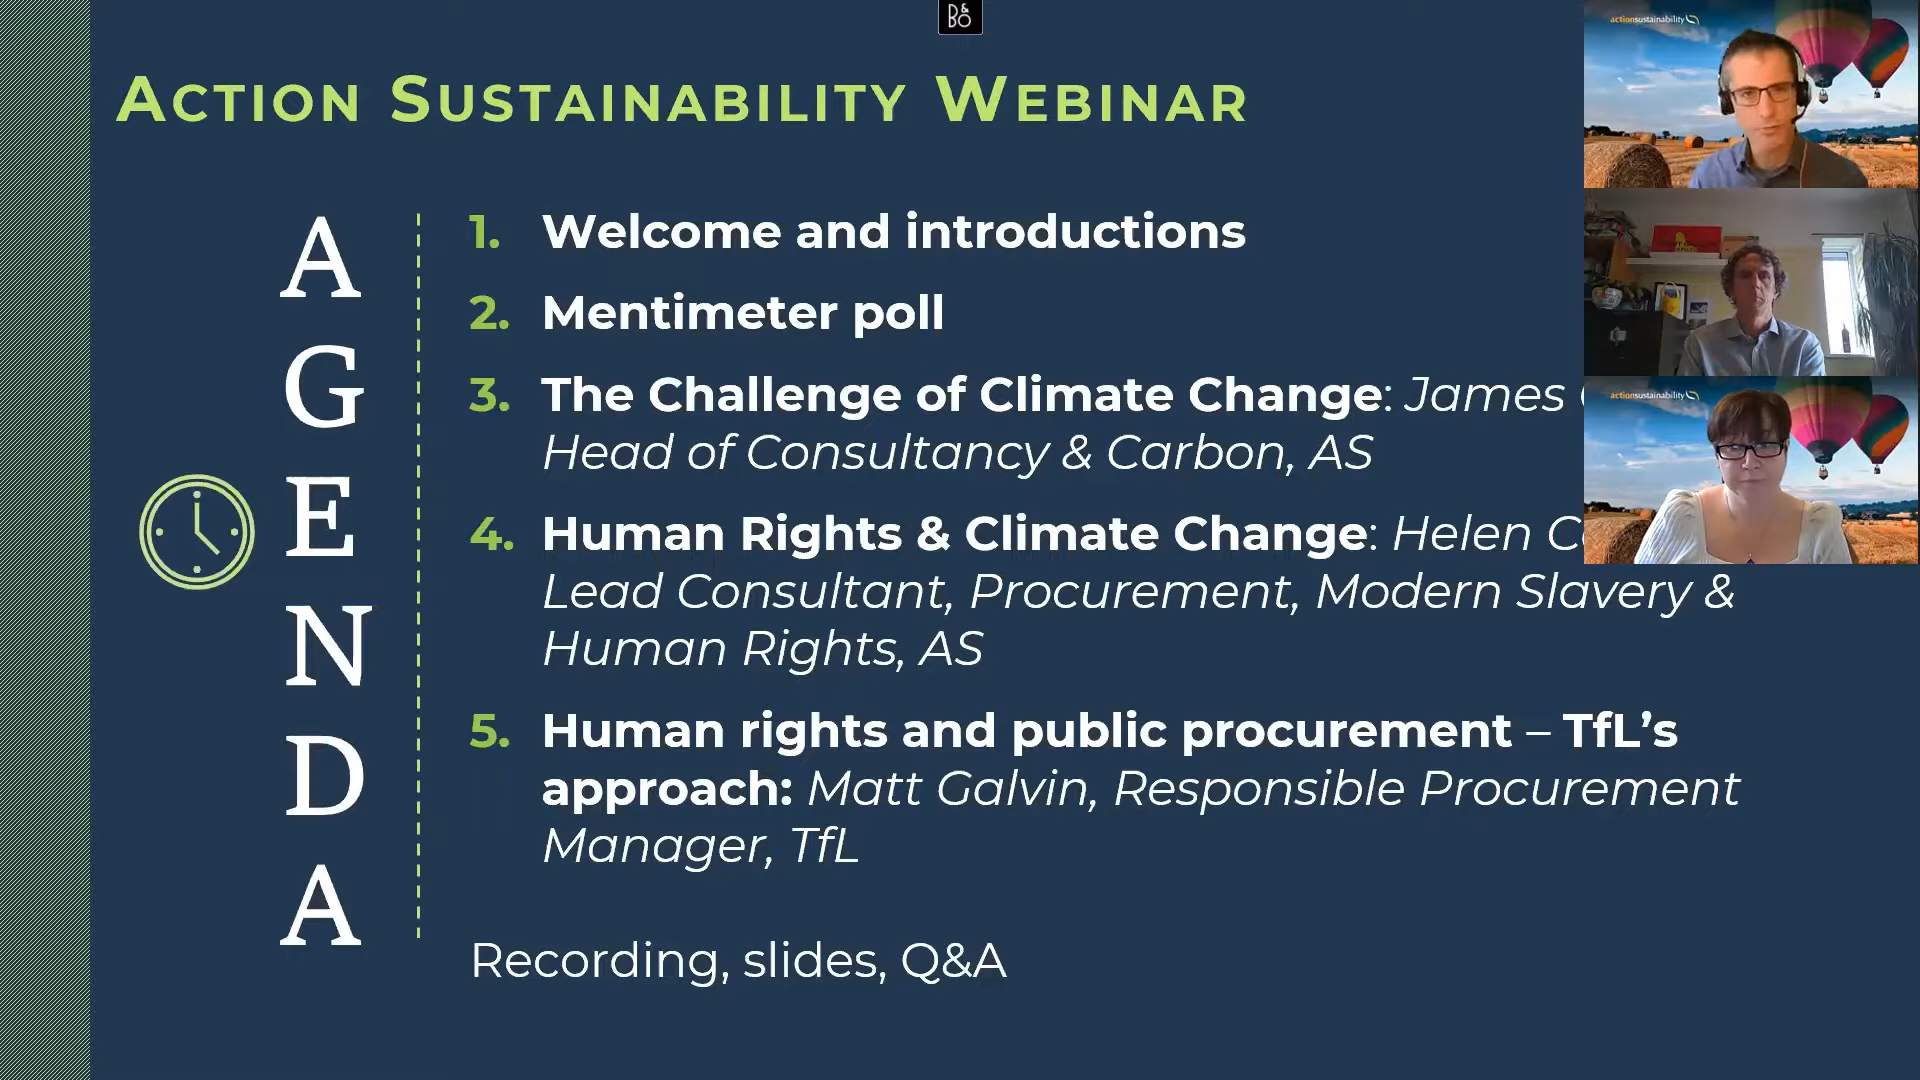 B&O
ACTION SUSTAINABILITY WEBINAR
AGENDA
1. Welcome and introductions
2. Mentimeter poll
3. The Challenge of Climate Change: James
Head of Consultancy & Carbon, AS
4. Human Rights & Climate Change: Helen
Lead Consultant, Procurement, Modern Slavery &
Human Rights, AS
5. Human rights and public procurement – TfL’s
approach: Matt Galvin, Responsible Procurement
Manager, TfL
Recording, slides, Q&A
actionsustainability
actionsustainability